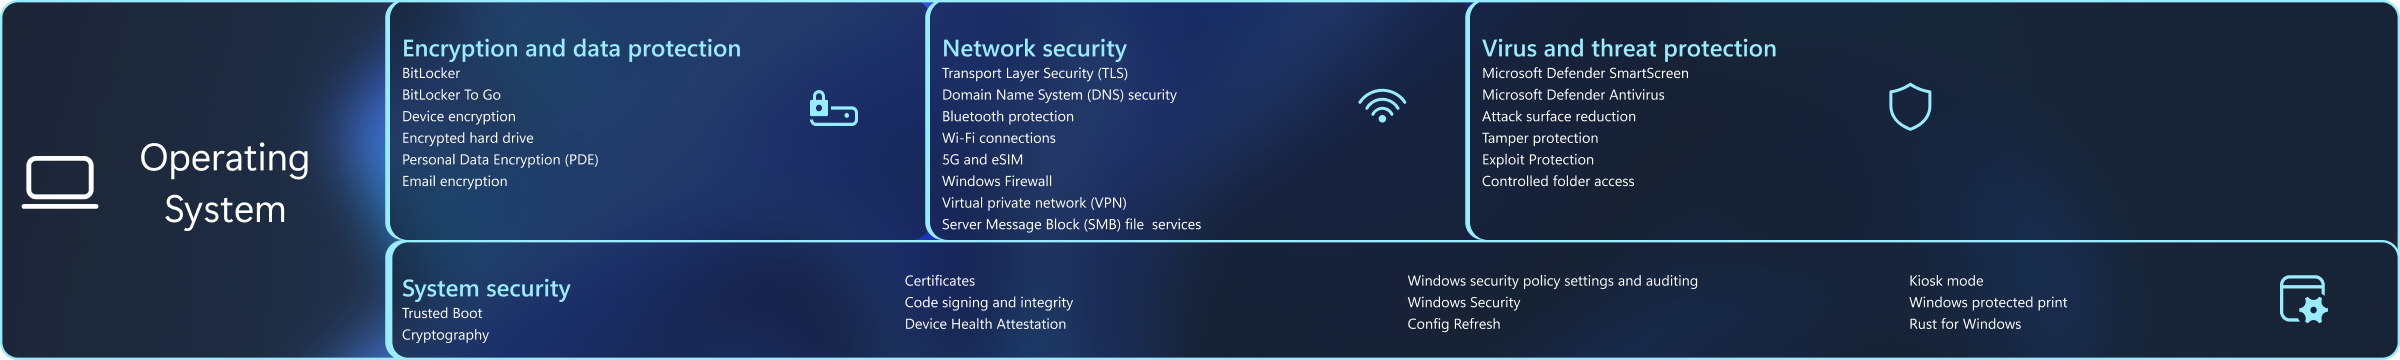 Operating
System
Encryption and data protection
BitLocker
BitLocker To Go
Device encryption
Encrypted hard drive
Personal Data Encryption (PDE)
Email encryption
Network security
Transport Layer Security (TLS)
Domain Name System (DNS) security
Bluetooth protection
Wi-Fi connections
5G and eSIM
Windows Firewall
Virtual private network (VPN)
Server Message Block (SMB) file  services
Virus and threat protection
Microsoft Defender SmartScreen
Microsoft Defender Antivirus
Attack surface reduction
Tamper protection
Exploit Protection
Controlled folder access
System security
Trusted Boot
Cryptography
Certificates
Code signing and integrity
Device Health Attestation
Windows security policy settings and auditing
Windows Security
Config Refresh
Kiosk mode
Windows protected print
Rust for Windows